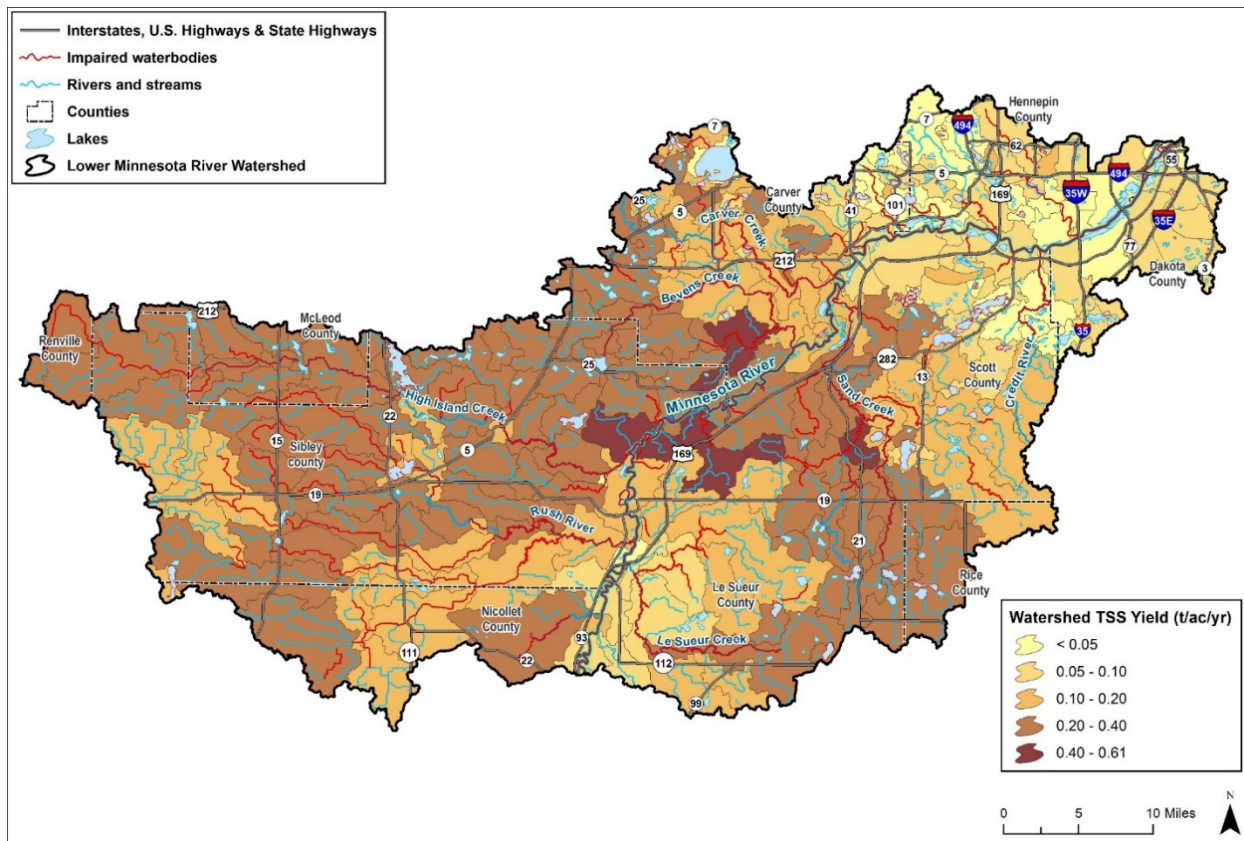 Interstates, U.S. Highways & State Highways
Impaired waterbodies
Rivers and streams
Counties
Lakes
Lower Minnesota River Watershed
Hennepin
County
7
494
7
62
55
5
494
Carver
County
25
5
41
101
169
35W
35E
Carver Creek
77
212
Dakota
County
3
Bevens Creek
212
McLeod
County
Renville
County
35
282
25
Minnesota River
13
Scott
County
Credit River
Sand Creek
High Island Creek
22
15
Sibley
county
5
169
19
19
Rush River
21
Le Sueur
County
Rice
County
Nicollet
County
93
Le Sueur Creek
111
22
112
99
Watershed TSS Yield (t/ac/yr)
< 0.05
0.05 - 0.10
0.10 - 0.20
0.20 - 0.40
0.40 - 0.61
N
0 5 10 Miles